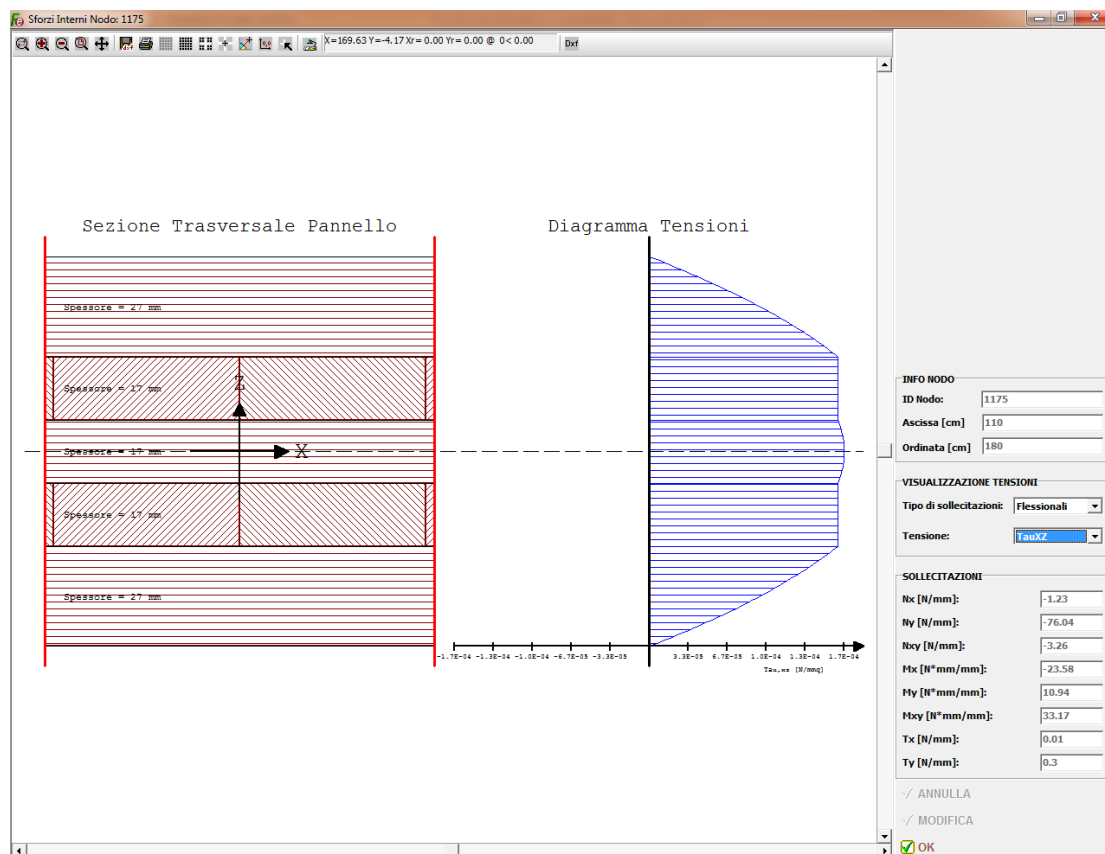 Sforzi Interni Nodo: 1175
X=169.63 Y=-4.17 Xr= 0.00 Yr= 0.00 @ 0< 0.00
Dxf
Sezione Trasversale Pannello
Diagramma Tensioni
Spessore = 27 mm
Spessore = 17 mm
Z
Spessore = 17 mm
X
Spessore = 17 mm
Spessore = 27 mm
-1.7E-04 -1.3E-04 -1.0E-04 -6.7E-05 -3.3E-05 3.3E-05 6.7E-05 1.0E-04 1.3E-04 1.7E-04
Tau,xz [N/mmq]
INFO NODO
ID Nodo: 1175
Ascissa [cm] 110
Ordinata [cm] 180
VISUALIZZAZIONE TENSIONI
Tipo di sollecitazioni: Flessionali
Tensione: TauXZ
SOLLECITAZIONI
Nx [N/mm]: -1.23
Ny [N/mm]: -76.04
Nxy [N/mm]: -3.26
Mx [N*mm/mm]: -23.58
My [N*mm/mm]: 10.94
Mxy [N*mm/mm]: 33.17
Tx [N/mm]: 0.01
Ty [N/mm]: 0.3
ANNULLA
MODIFICA
OK